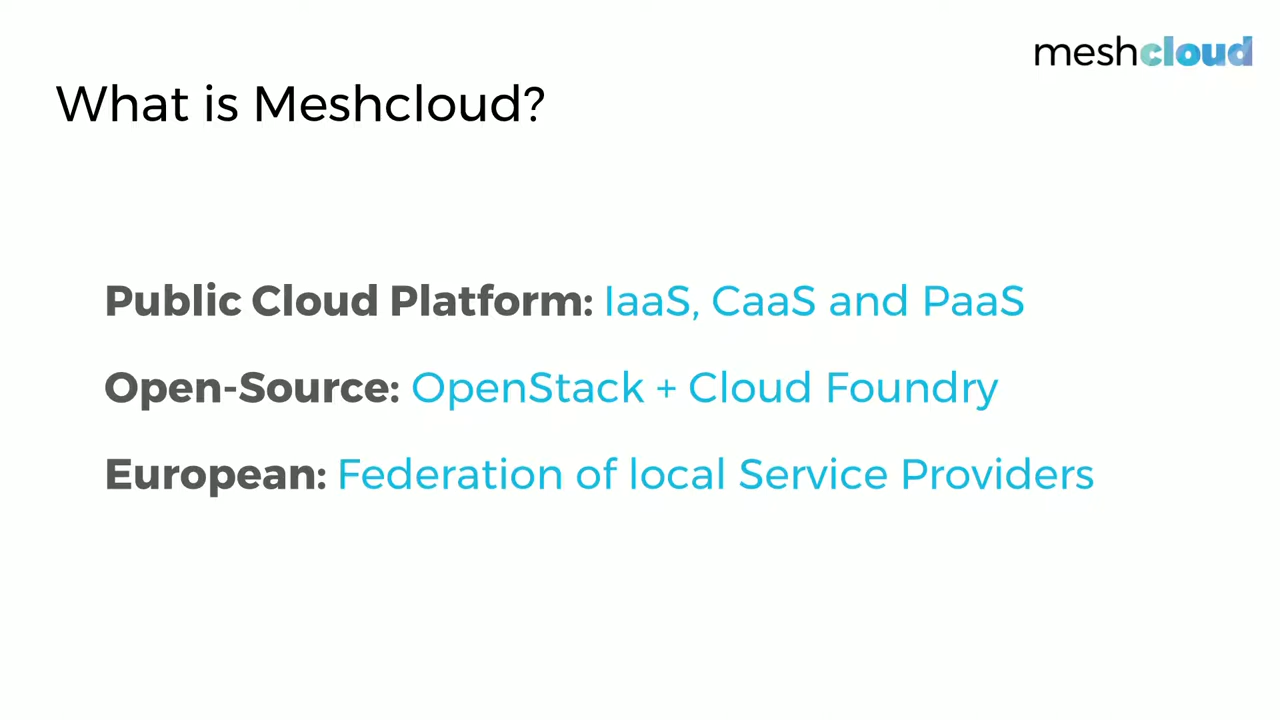 meshcloud
What is Meshcloud?
Public Cloud Platform: IaaS, CaaS and PaaS
Open-Source: OpenStack + Cloud Foundry
European: Federation of local Service Providers